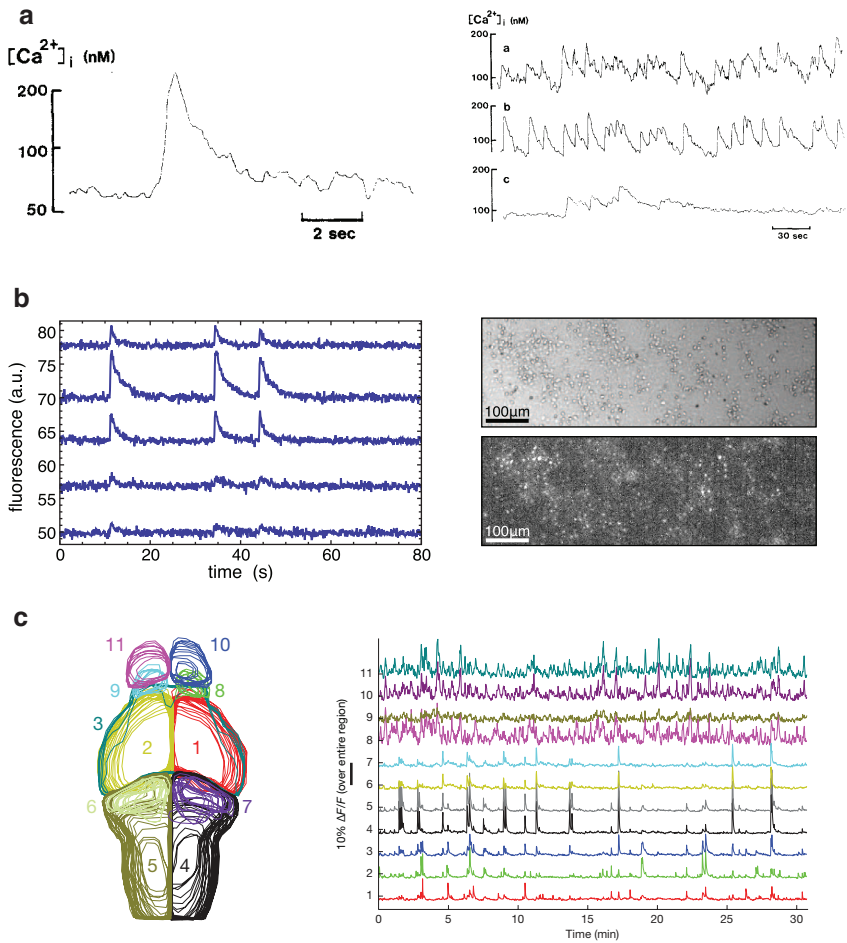 a
[Ca2+]i (nM)
200
100
50
2 sec
[Ca2+]i (nM)
200
a
100
200
b
100
200
c
100
30 sec
b
fluorescence (a.u.)
80
75
70
65
60
55
50
0 20 40 60 80
time (s)
100µm
100µm
c
11 10
9 8
3
2 1
6 7
5 4
10% ΔF/F (over entire region)
11
10
9
8
7
6
5
4
3
2
1
0 5 10 15 20 25 30
Time (min)